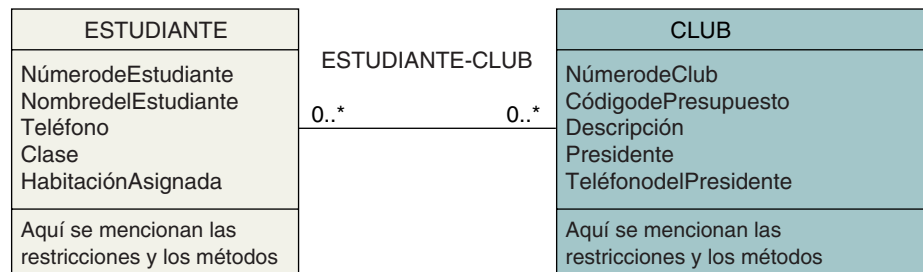 ESTUDIANTE
NúmerodeEstudiante
NombredelEstudiante
Teléfono
Clase
HabitaciónAsignada
Aquí se mencionan las
restricciones y los métodos
ESTUDIANTE-CLUB
0..*
0..*
CLUB
NúmerodeClub
CódigodePresupuesto
Descripción
Presidente
TeléfonodelPresidente
Aquí se mencionan las
restricciones y los métodos